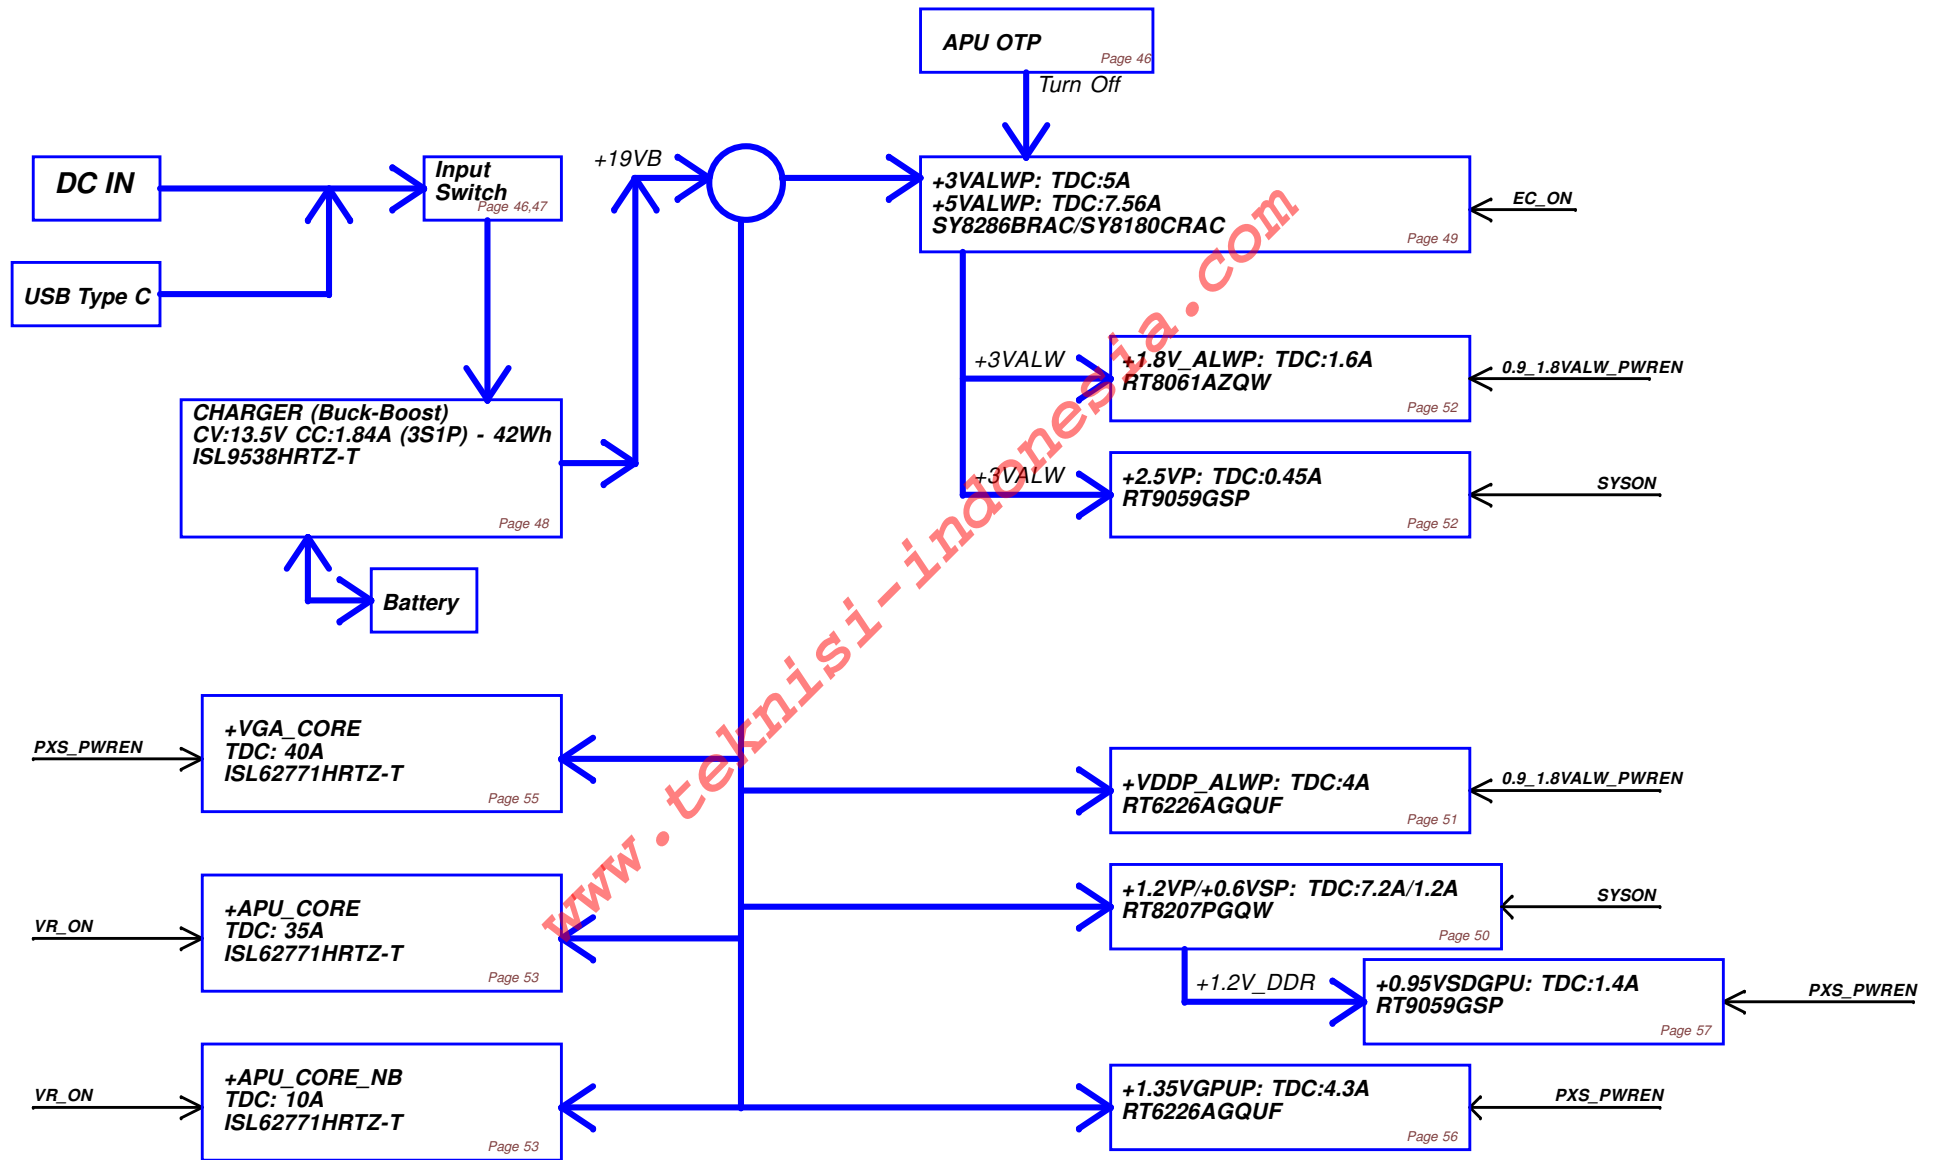 APU OTP
Page 46
Turn Off
DC IN
Input
Switch
Page 46,47
+19VB
+3VALWP: TDC:5A
+5VALWP: TDC:7.56A
SY8286BRAC/SY8180CRAC
Page 49
EC_ON
USB Type C
+3VALW
+1.8V_ALWP: TDC:1.6A
RT8061AZQW
Page 52
0.9_1.8VALW_PWREN
CHARGER (Buck-Boost)
CV:13.5V CC:1.84A (3S1P) - 42Wh
ISL9538HRTZ-T
Page 48
+3VALW
+2.5VP: TDC:0.45A
RT9059GSP
Page 52
SYSON
Battery
www.teknisi-indonesia.com
PXS_PWREN
+VGA_CORE
TDC: 40A
ISL62771HRTZ-T
Page 55
+VDDP_ALWP: TDC:4A
RT6226AGQUF
Page 51
0.9_1.8VALW_PWREN
VR_ON
+APU_CORE
TDC: 35A
ISL62771HRTZ-T
Page 53
+1.2VP/+0.6VSP: TDC:7.2A/1.2A
RT8207PGQW
Page 50
SYSON
+1.2V_DDR
+0.95VSDGPU: TDC:1.4A
RT9059GSP
Page 57
PXS_PWREN
VR_ON
+APU_CORE_NB
TDC: 10A
ISL62771HRTZ-T
Page 53
+1.35VGPUP: TDC:4.3A
RT6226AGQUF
Page 56
PXS_PWREN